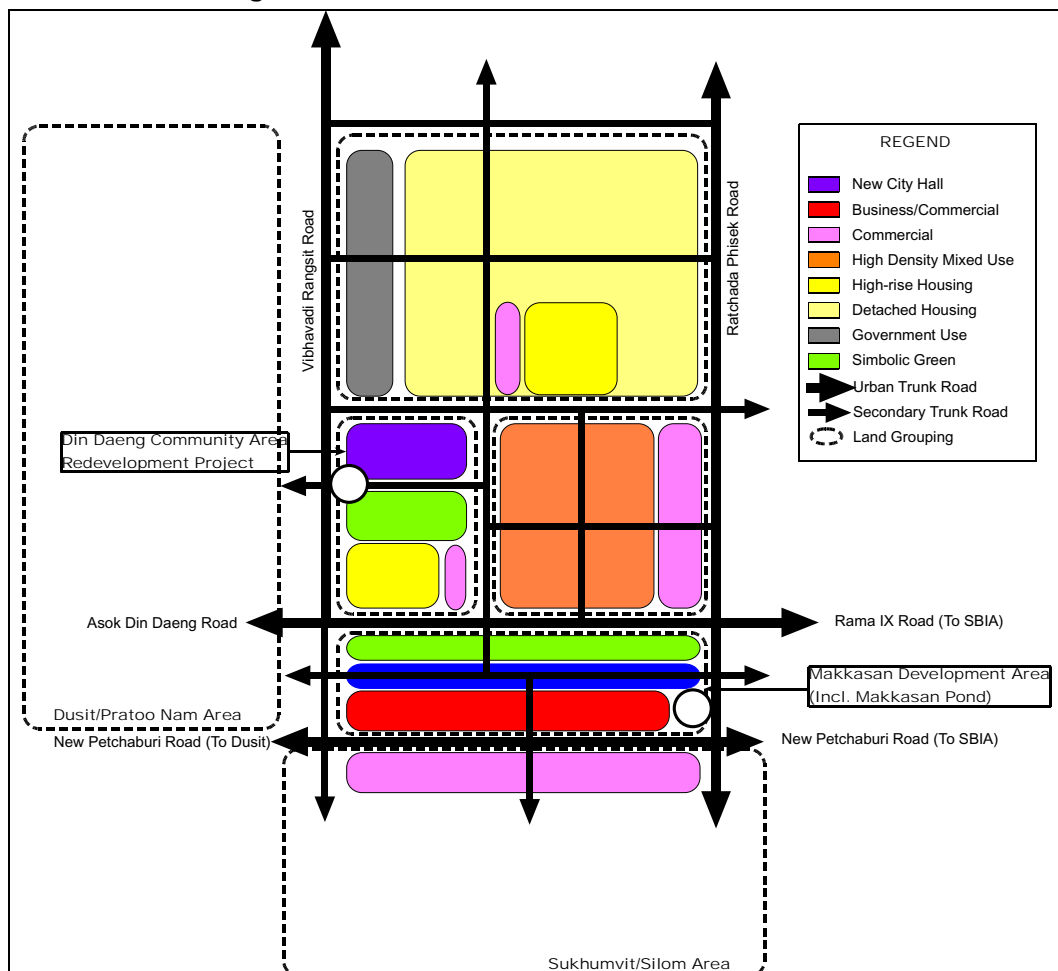 REGEND
New City Hall
Business/Commercial
Commercial
High Density Mixed Use
High-rise Housing
Detached Housing
Government Use
Simbolic Green
Urban Trunk Road
Secondary Trunk Road
Land Grouping
Vibhavadi Rangsit Road
Ratchada Phisek Road
Din Daeng Community Area
Redevelopment Project
Asok Din Daeng Road
Rama IX Road (To SBIA)
Makkasan Development Area
(Incl. Makkasan Pond)
Dusit/Pratoo Nam Area
New Petchaburi Road (To Dusit)
New Petchaburi Road (To SBIA)
Sukhumvit/Silom Area